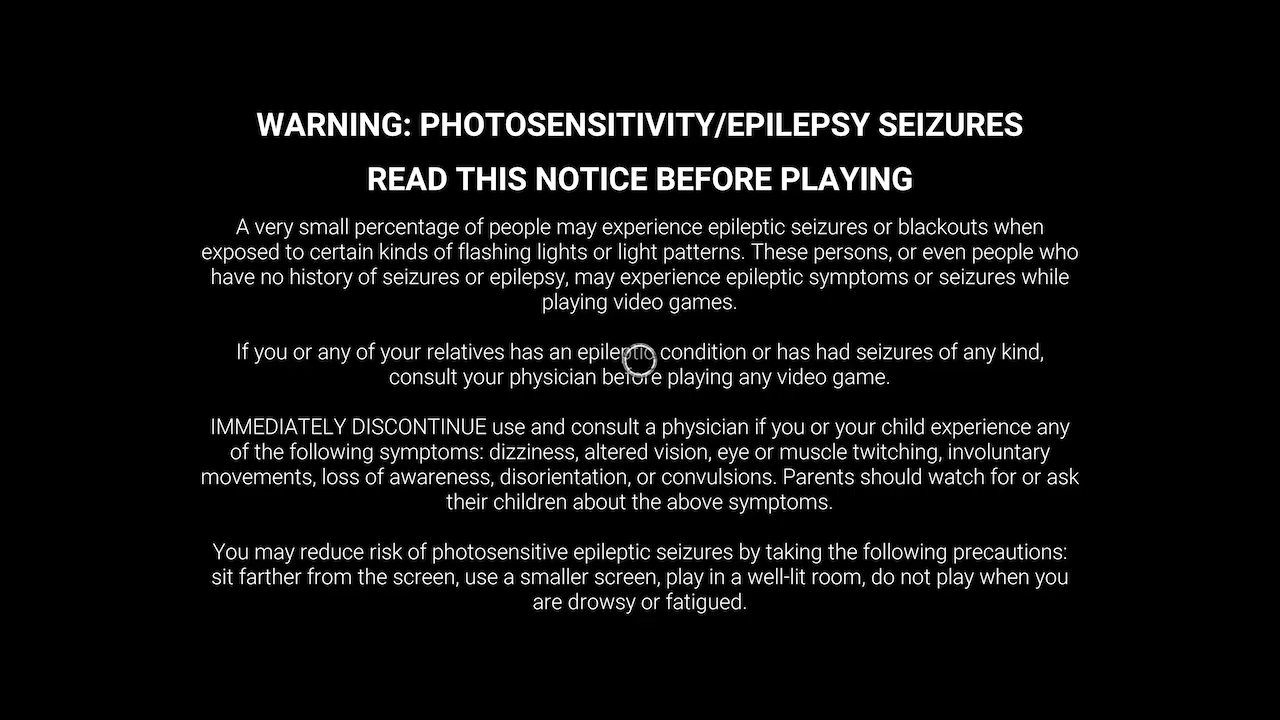 WARNING: PHOTOSENSITIVITY/EPILEPSY SEIZURES
READ THIS NOTICE BEFORE PLAYING
A very small percentage of people may experience epileptic seizures or blackouts when
exposed to certain kinds of flashing lights or light patterns. These persons, or even people who
have no history of seizures or epilepsy, may experience epileptic symptoms or seizures while
playing video games.
If you or any of your relatives has an epileptic condition or has had seizures of any kind,
consult your physician before playing any video game.
IMMEDIATELY DISCONTINUE use and consult a physician if you or your child experience any
of the following symptoms: dizziness, altered vision, eye or muscle twitching, involuntary
movements, loss of awareness, disorientation, or convulsions. Parents should watch for or ask
their children about the above symptoms.
You may reduce risk of photosensitive epileptic seizures by taking the following precautions:
sit farther from the screen, use a smaller screen, play in a well-lit room, do not play when you
are drowsy or fatigued.